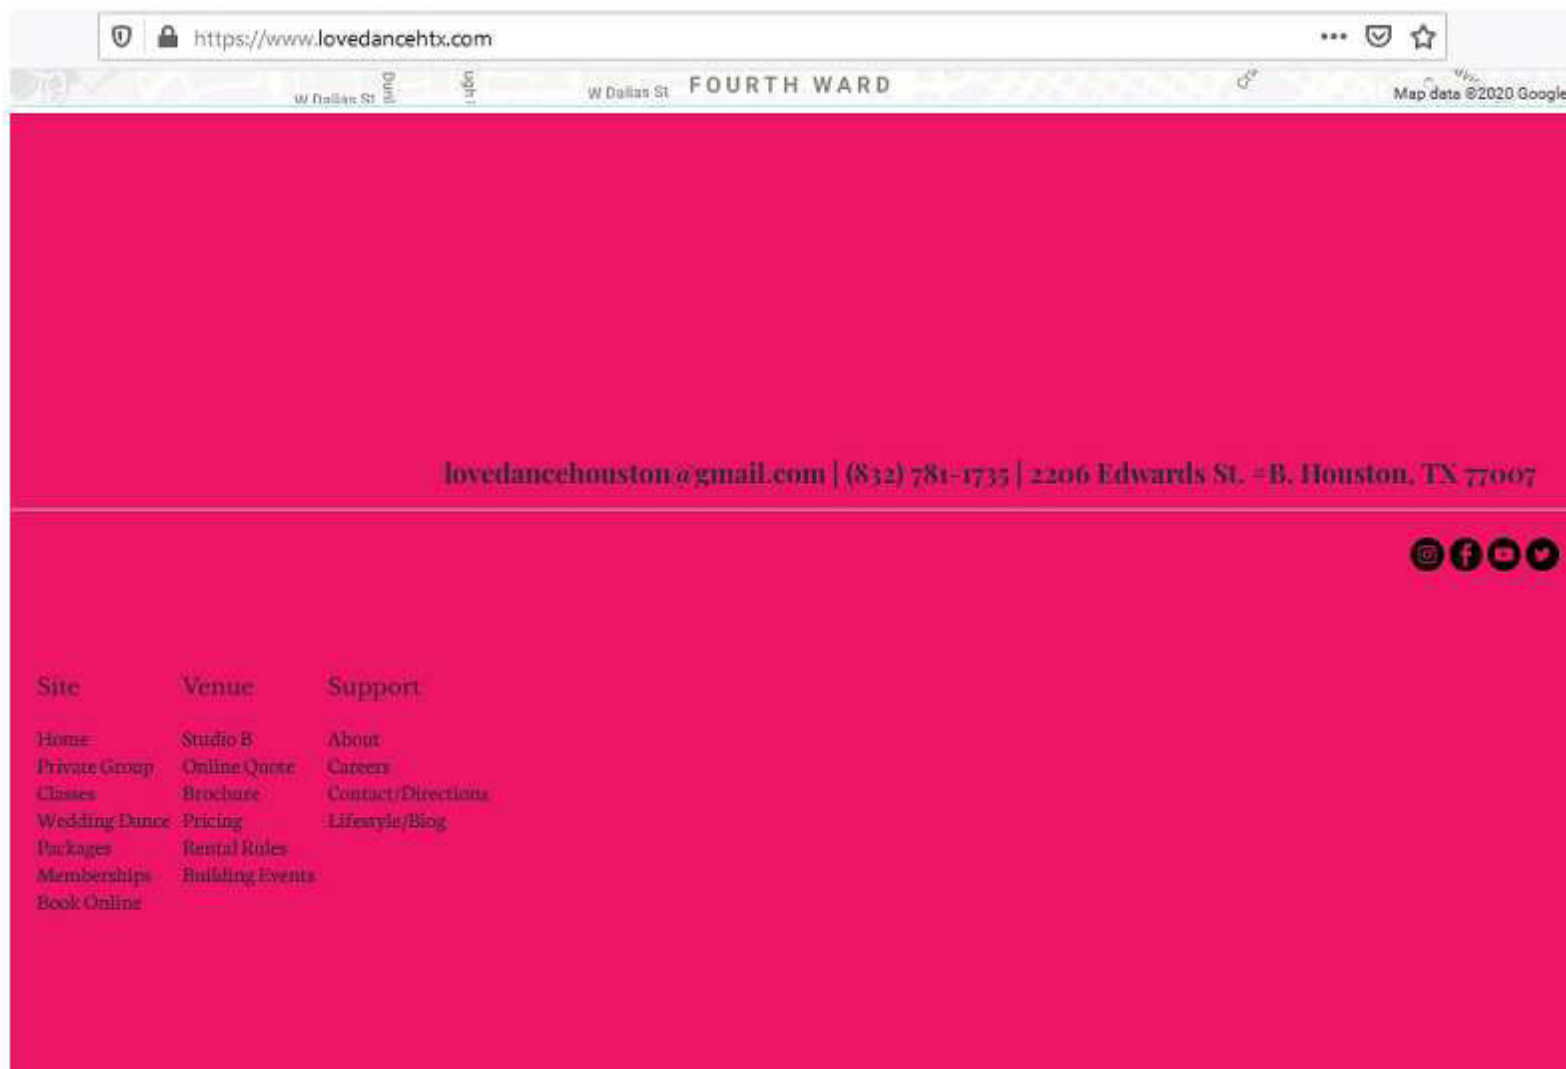 https://www.lovedancehtx.com
W Dallas St
W Dallas St
FOURTH WARD
Map data ©2020 Google
lovedancehouston@gmail.com | (832) 781-1735 | 2206 Edwards St. #B, Houston, TX 77007
Site Venue Support
Home Studio B About
Private Group Online Quote Careers
Classes Brochure Contact/Directions
Wedding Dance Pricing Lifestyle/Blog
Packages Rental Rules
Memberships Building Events
Book Online